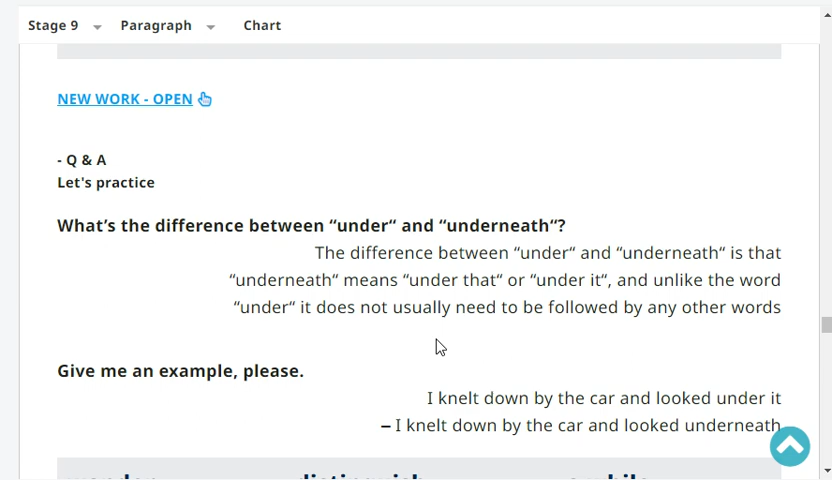 Stage 9 Paragraph Chart
NEW WORK - OPEN
- Q & A
Let's practice
What’s the difference between “under“ and “underneath“?
The difference between “under“ and “underneath“ is that
“underneath“ means “under that“ or “under it“, and unlike the word
“under“ it does not usually need to be followed by any other words
Give me an example, please.
I knelt down by the car and looked under it
– I knelt down by the car and looked underneath